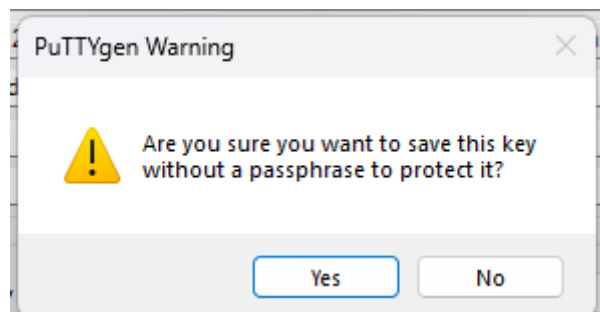 PuTTYgen Warning
Are you sure you want to save this key
without a passphrase to protect it?
Yes
No